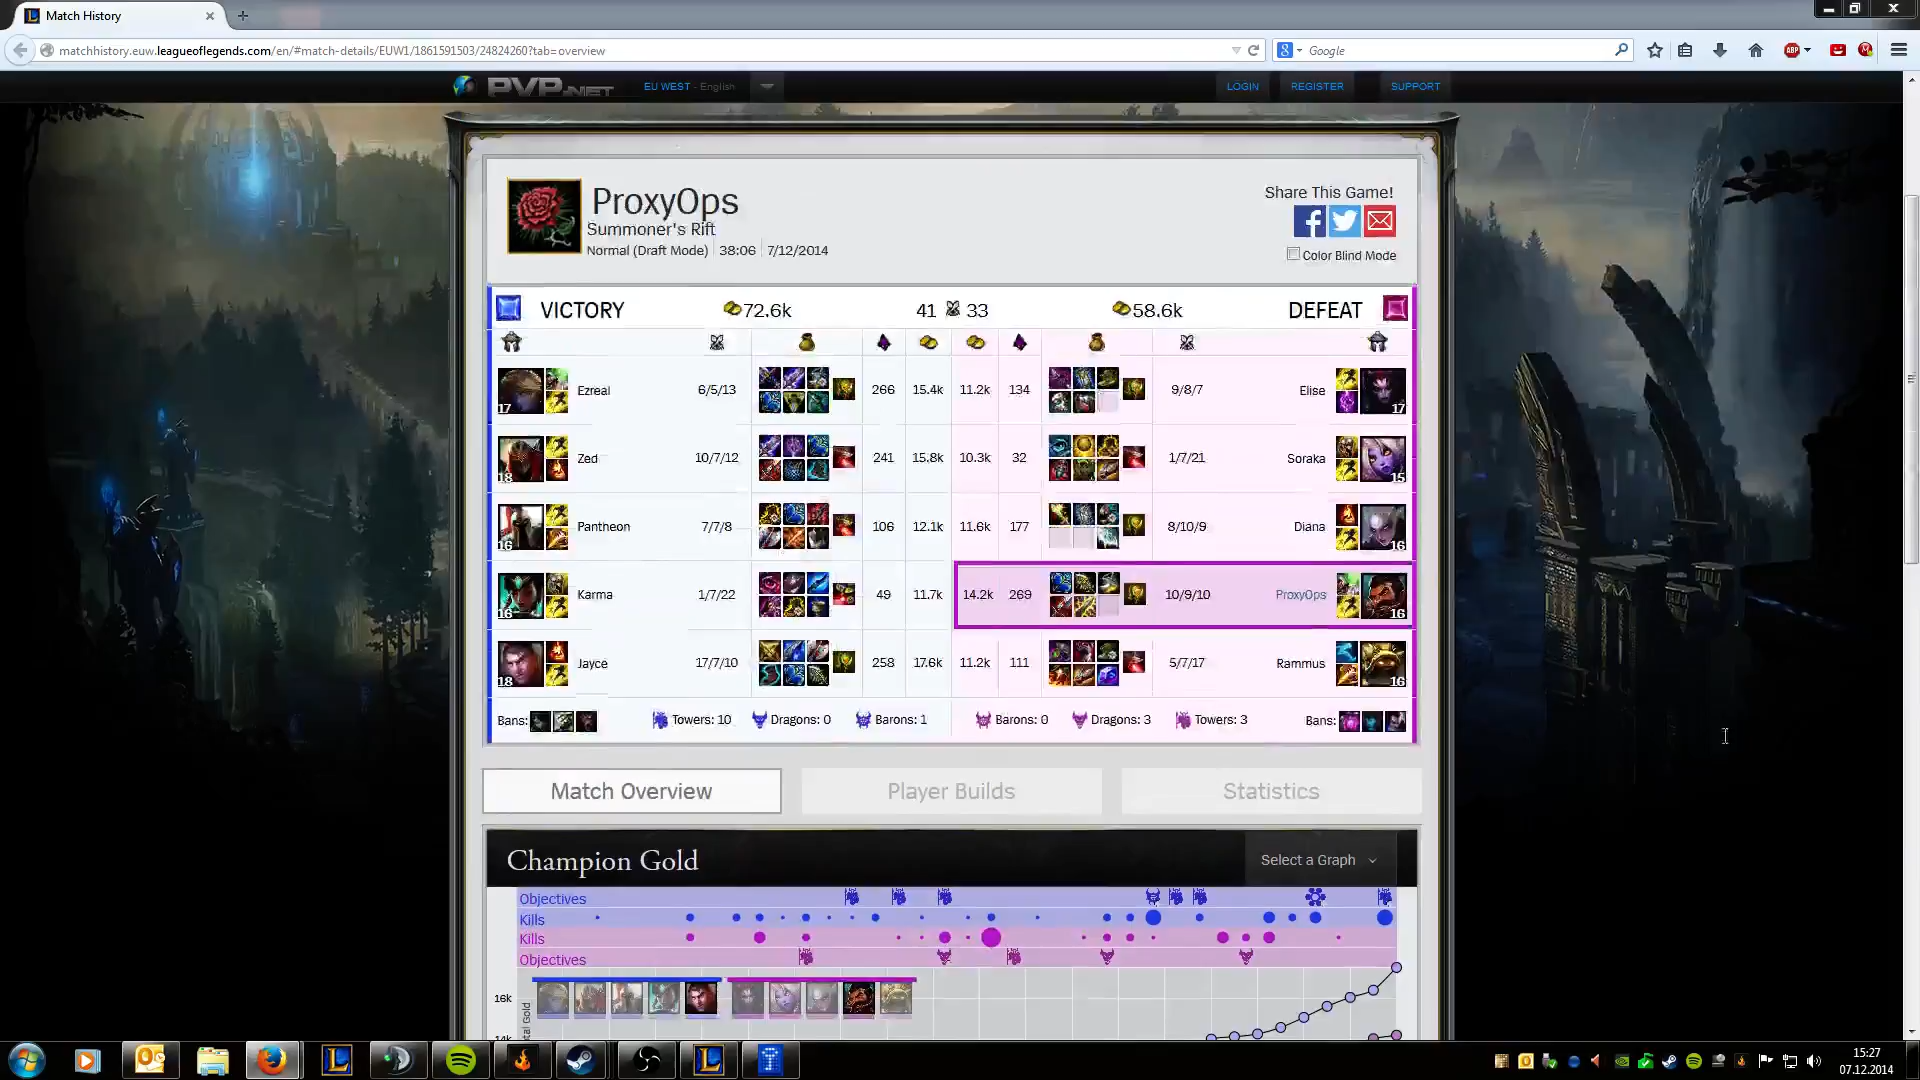 Match History
matchhistory.euw.leagueoflegends.com/en/#match-details/EUW1/1861591503/24824260?tab=overview
Google
PVP.NET
EU WEST - English
LOGIN
REGISTER
SUPPORT
ProxyOps
Summoner's Rift
Normal (Draft Mode) 38:06 7/12/2014
Share This Game!
Color Blind Mode
VICTORY 72.6k 41 33 58.6k DEFEAT
17 Ezreal 6/5/13 266 15.4k 11.2k 134 9/8/7 Elise 17
18 Zed 10/7/12 241 15.8k 10.3k 32 1/7/21 Soraka 15
16 Pantheon 7/7/8 106 12.1k 11.6k 177 8/10/9 Diana 16
16 Karma 1/7/22 49 11.7k 14.2k 269 10/9/10 ProxyOps 16
18 Jayce 17/7/10 258 17.6k 11.2k 111 5/7/17 Rammus 16
Bans: Towers: 10 Dragons: 0 Barons: 1 Barons: 0 Dragons: 3 Towers: 3 Bans:
Match Overview
Player Builds
Statistics
Champion Gold
Select a Graph
Objectives
Kills
Kills
Objectives
16k
14k
15:27
07.12.2014